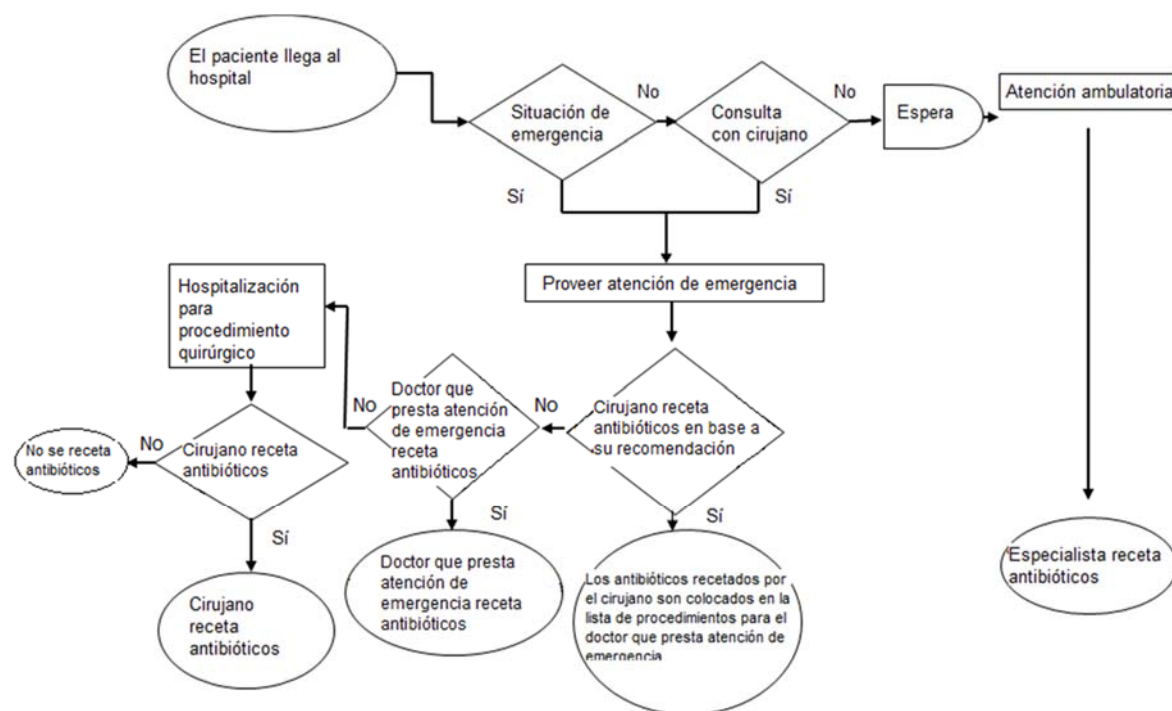 El paciente llega al
hospital
Situación de
emergencia
No
Consulta
con cirujano
No
Espera
Atención ambulatoria
Sí
Sí
Proveer atención de emergencia
Hospitalización
para
procedimiento
quirúrgico
No
Doctor que
presta atención
de emergencia
receta
antibióticos
No
Cirujano receta
antibióticos en base a
su recomendación
No se receta
antibióticos
No
Cirujano receta
antibióticos
Sí
Sí
Sí
Cirujano
receta
antibióticos
Doctor que presta
atención de
emergencia receta
antibióticos
Los antibióticos recetados por
el cirujano son colocados en la
lista de procedimientos para el
doctor que presta atención de
emergencia
Especialista receta
antibióticos